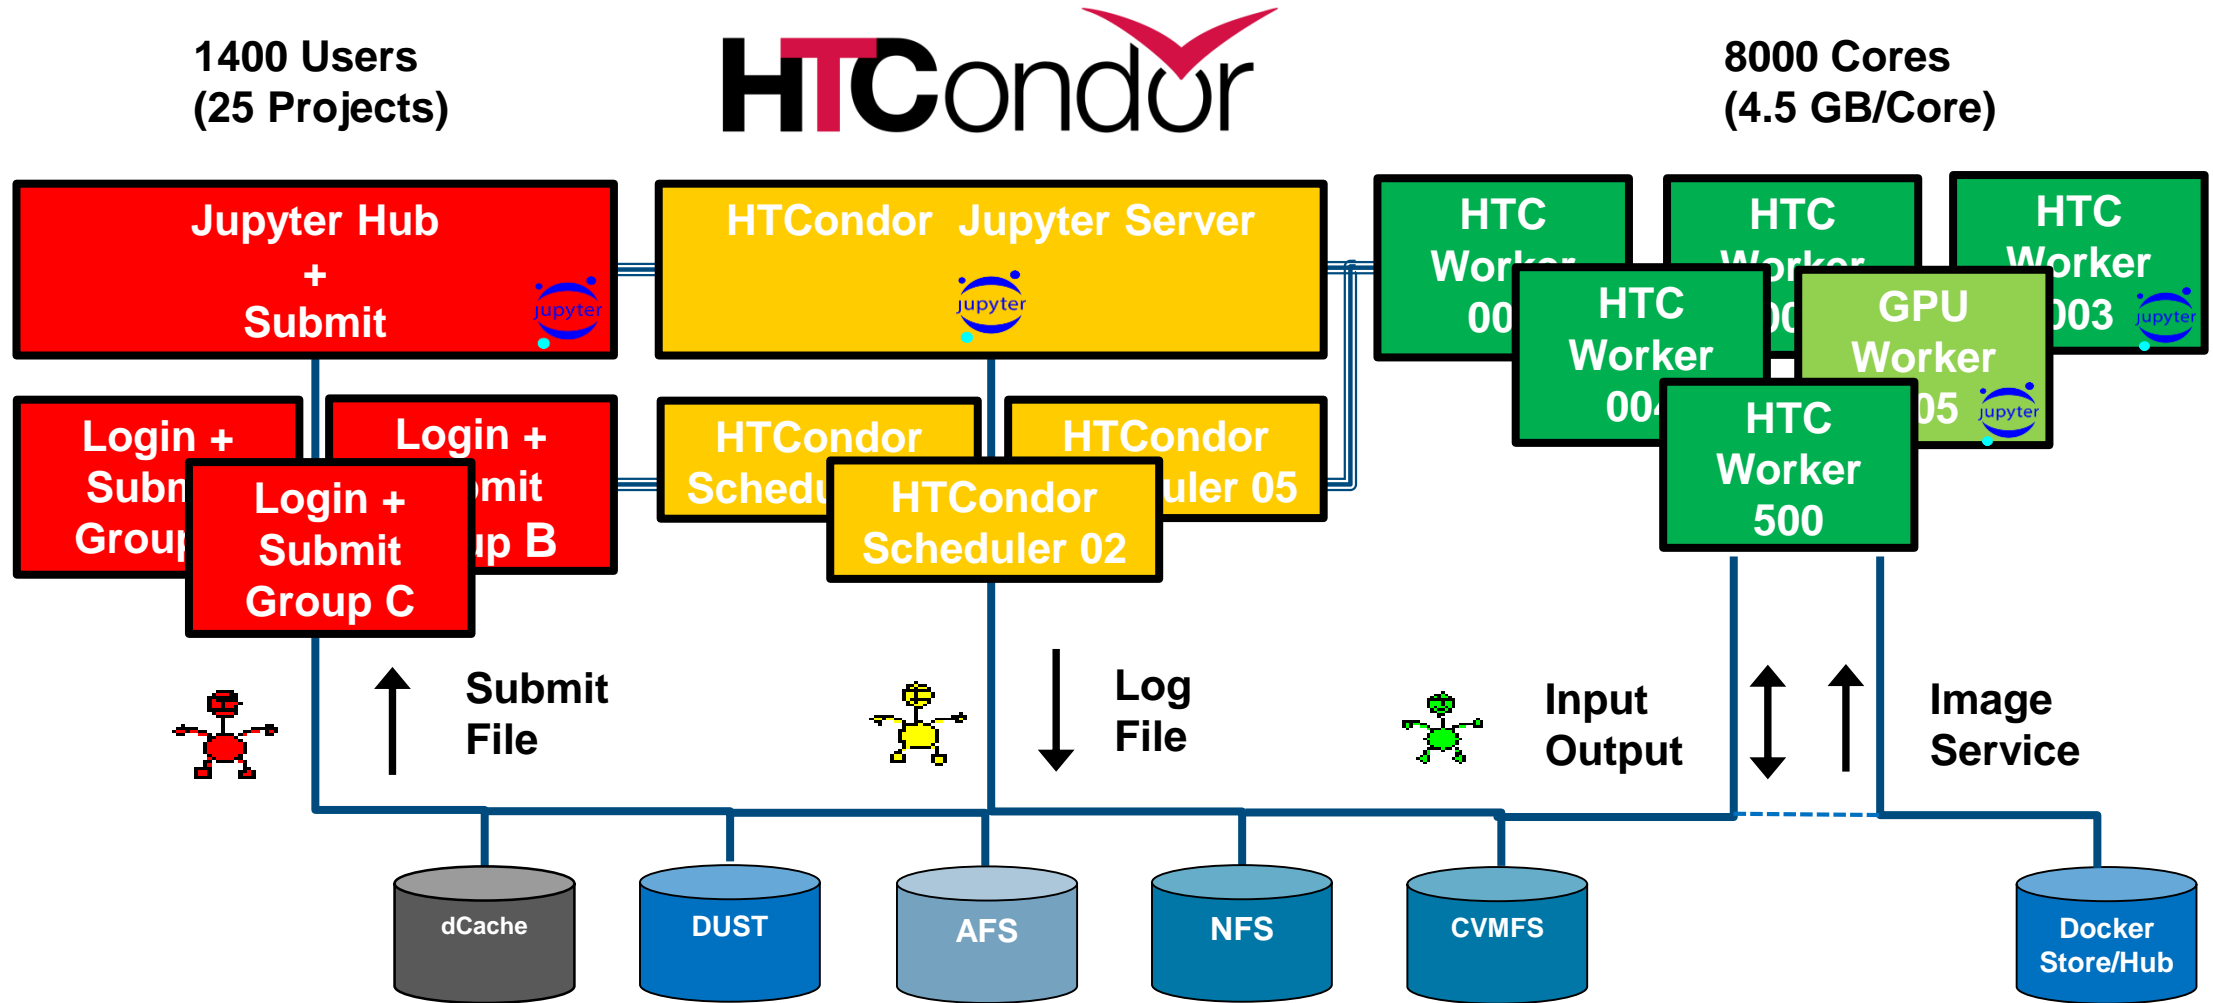 1400 Users
(25 Projects)
HTCondor
8000 Cores
(4.5 GB/Core)
Jupyter Hub
+
Submit
jupyter
HTCondor Jupyter Server
jupyter
HTC
Worker
HTC
Worker
HTC
Worker
003
jupyter
HTC
Worker
GPU
Worker
jupyter
HTC
Worker
500
Login +
Login +
Group B
Login +
Submit
Group C
HTCondor
HTCondor
05
HTCondor
Scheduler 02
Submit
File
Log
File
Input
Output
Image
Service
dCache
DUST
AFS
NFS
CVMFS
Docker
Store/Hub